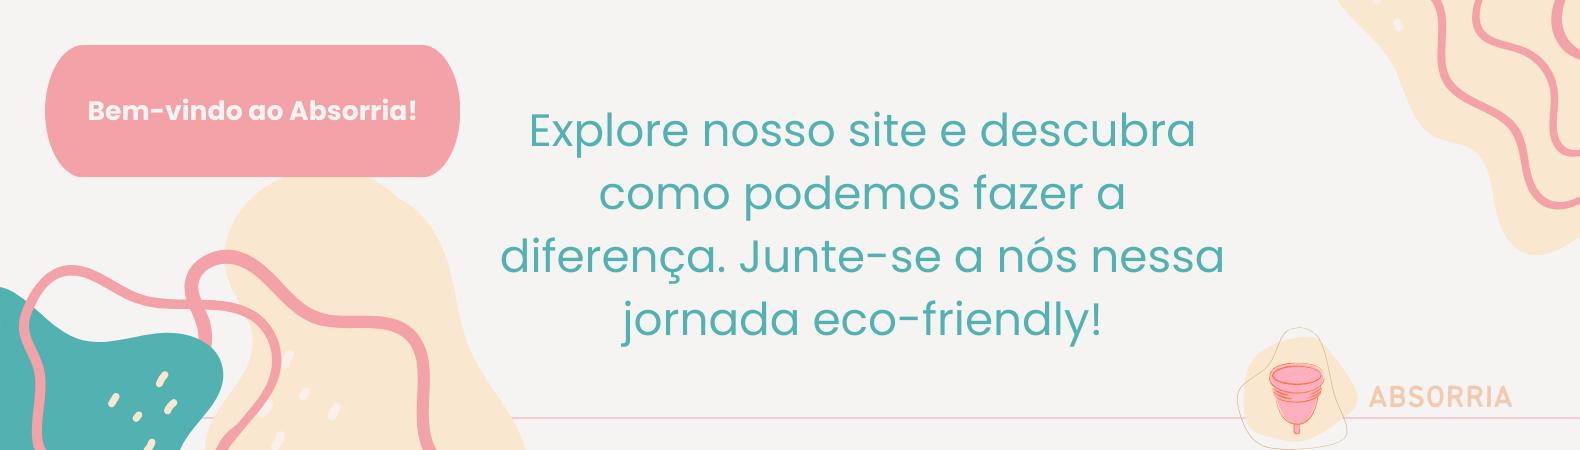 Bem-vindo ao Absorria!
Explore nosso site e descubra
como podemos fazer a
diferença. Junte-se a nós nessa
jornada eco-friendly!
ABSORRIA